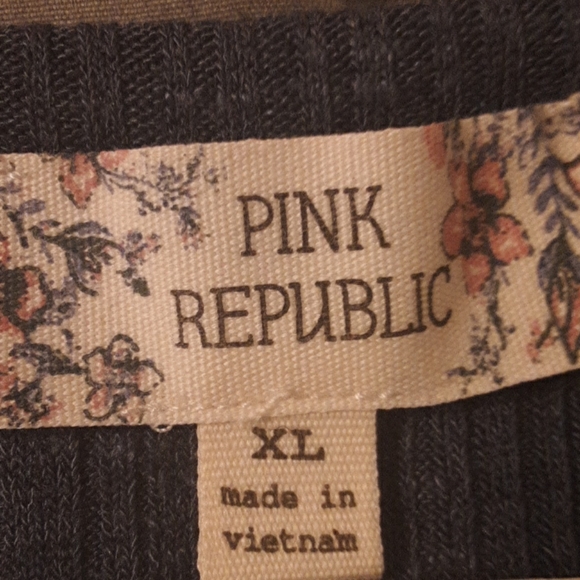 PINK
REPUBLIC
XL
made in
vietnam